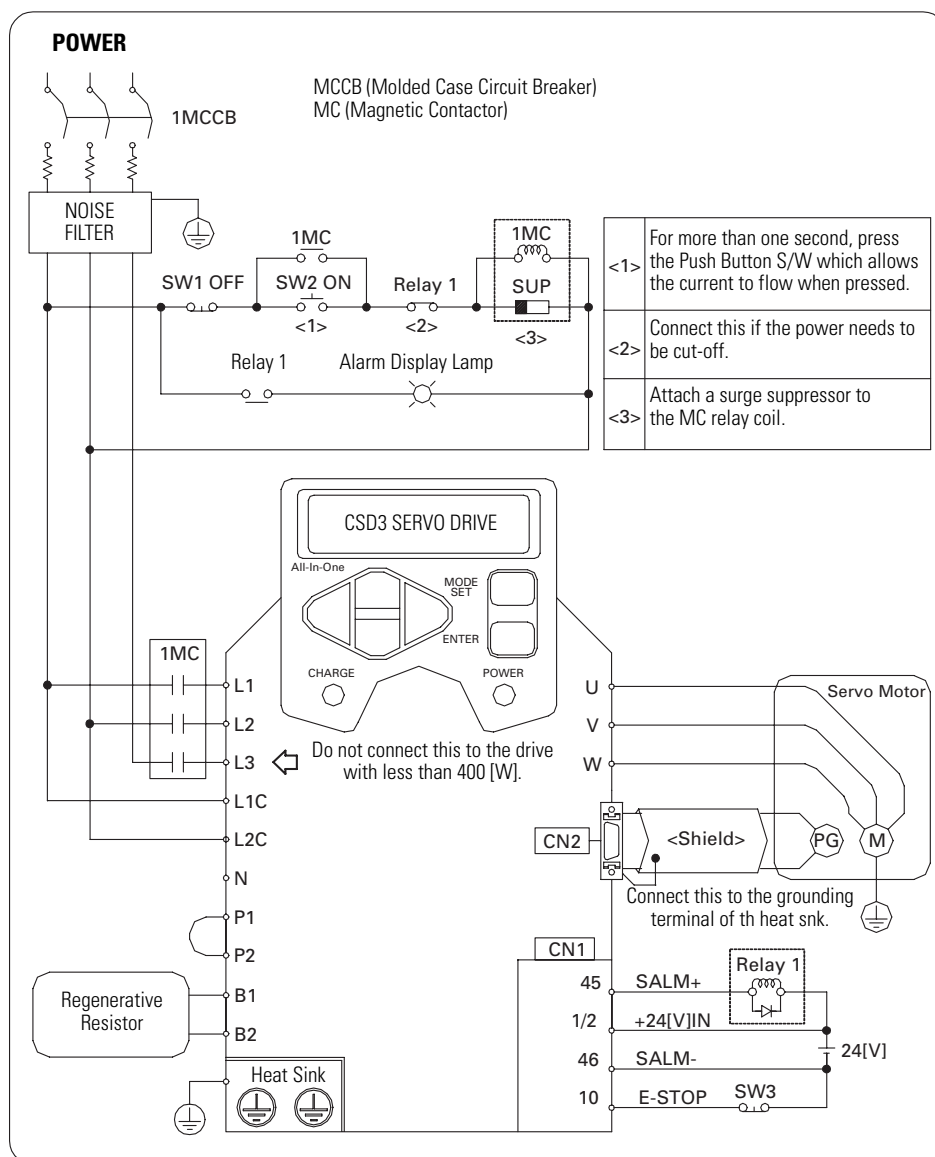 POWER
MCCB (Molded Case Circuit Breaker)
MC (Magnetic Contactor)
1MCCB
NOISE
FILTER
1MC
1MC
SW1 OFF
SW2 ON
Relay 1
SUP
<1>
<2>
<3>
Relay 1
Alarm Display Lamp
<1>
For more than one second, press
the Push Button S/W which allows
the current to flow when pressed.
<2>
Connect this if the power needs to
be cut-off.
<3>
Attach a surge suppressor to
the MC relay coil.
CSD3 SERVO DRIVE
All-In-One
MODE
SET
ENTER
CHARGE
POWER
1MC
L1
L2
L3
Do not connect this to the drive
with less than 400 [W].
L1C
L2C
N
P1
P2
B1
B2
Regenerative
Resistor
Heat Sink
U
V
W
Servo Motor
CN2
<Shield>
PG
M
Connect this to the grounding
terminal of th heat snk.
CN1
Relay 1
45 SALM+
1/2 +24[V]IN
24[V]
46 SALM-
10 E-STOP SW3